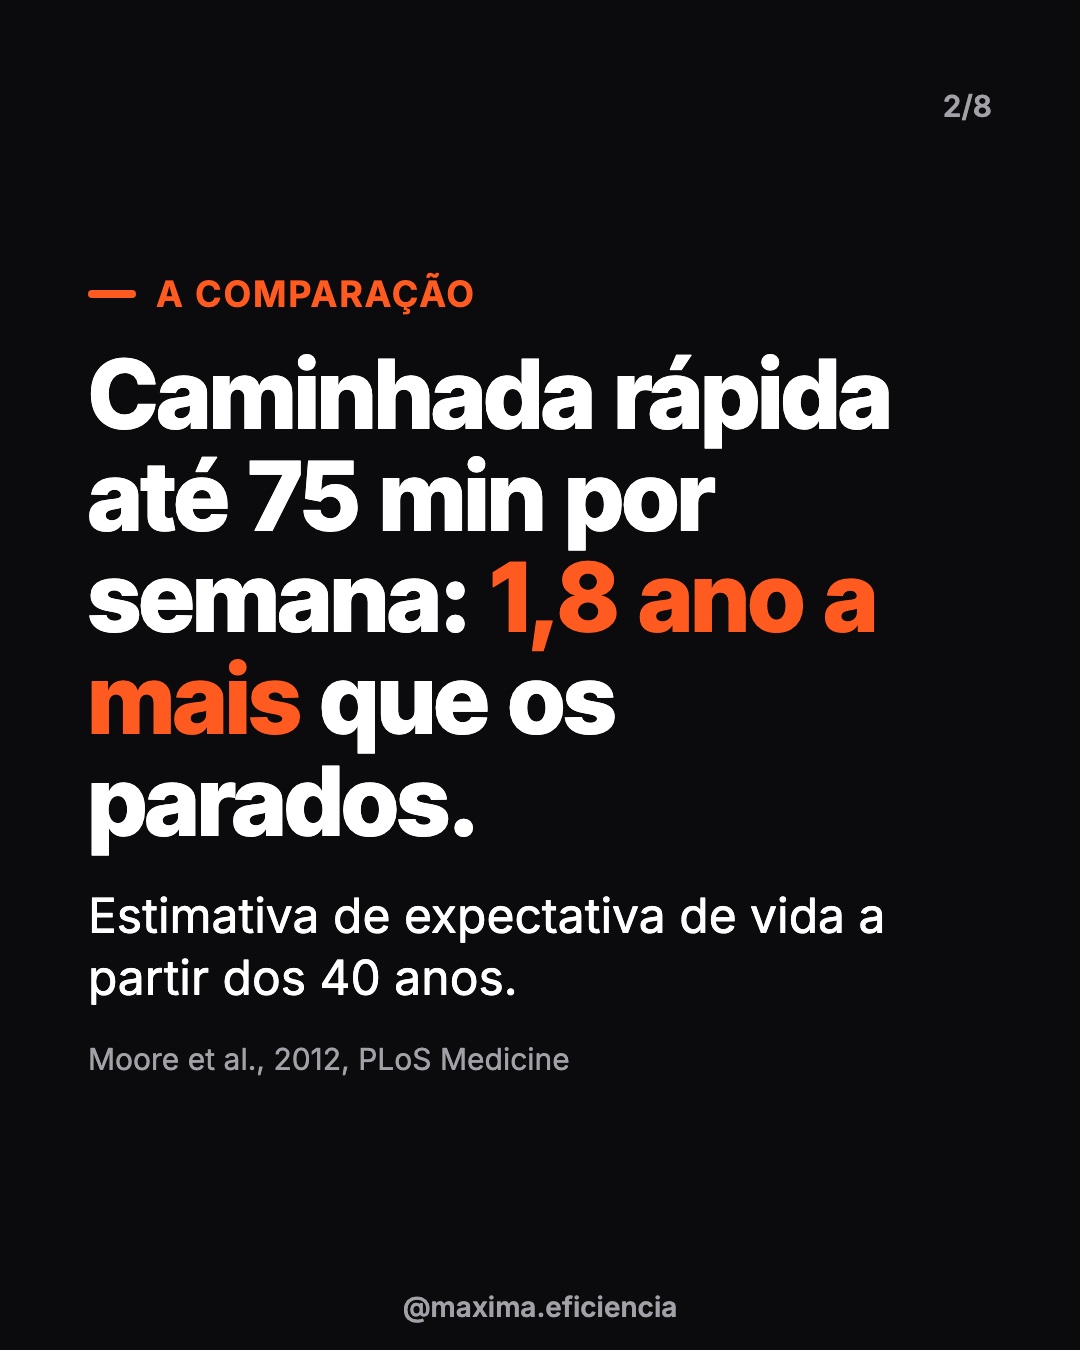 2/8
A COMPARAÇÃO
Caminhada rápida
até 75 min por
semana: 1,8 ano a
mais que os
parados.
Estimativa de expectativa de vida a
partir dos 40 anos.
Moore et al., 2012, PLoS Medicine
@maxima.eficiencia